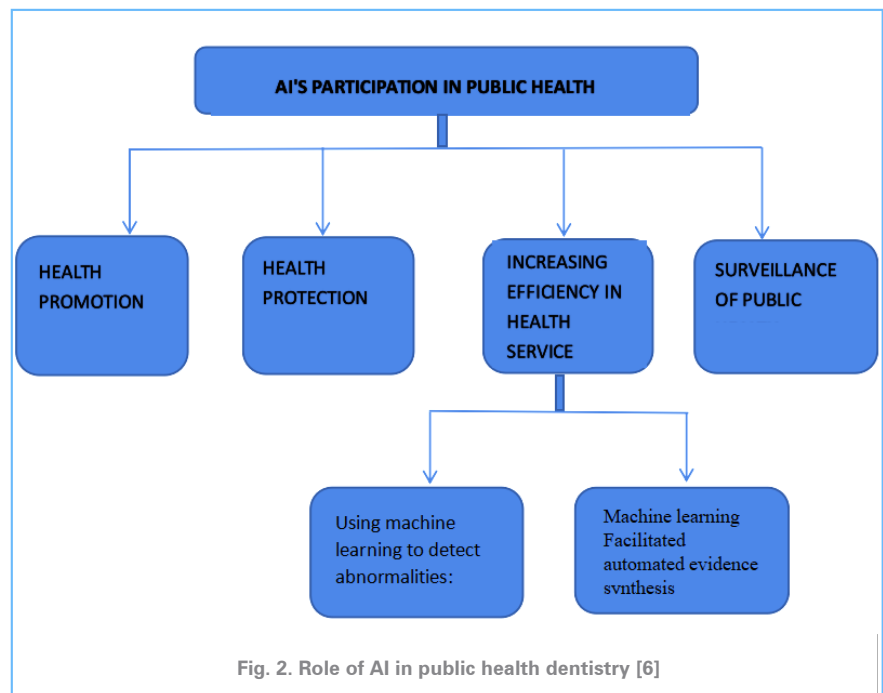 AI'S PARTICIPATION IN PUBLIC HEALTH
HEALTH
PROMOTION
HEALTH
PROTECTION
INCREASING
EFFICIENCY IN
HEALTH
SERVICE
SURVEILLANCE
OF PUBLIC
Using machine
learning to detect
abnormalities:
Machine learning
Facilitated
automated evidence
synthesis
Fig. 2. Role of AI in public health dentistry [6]